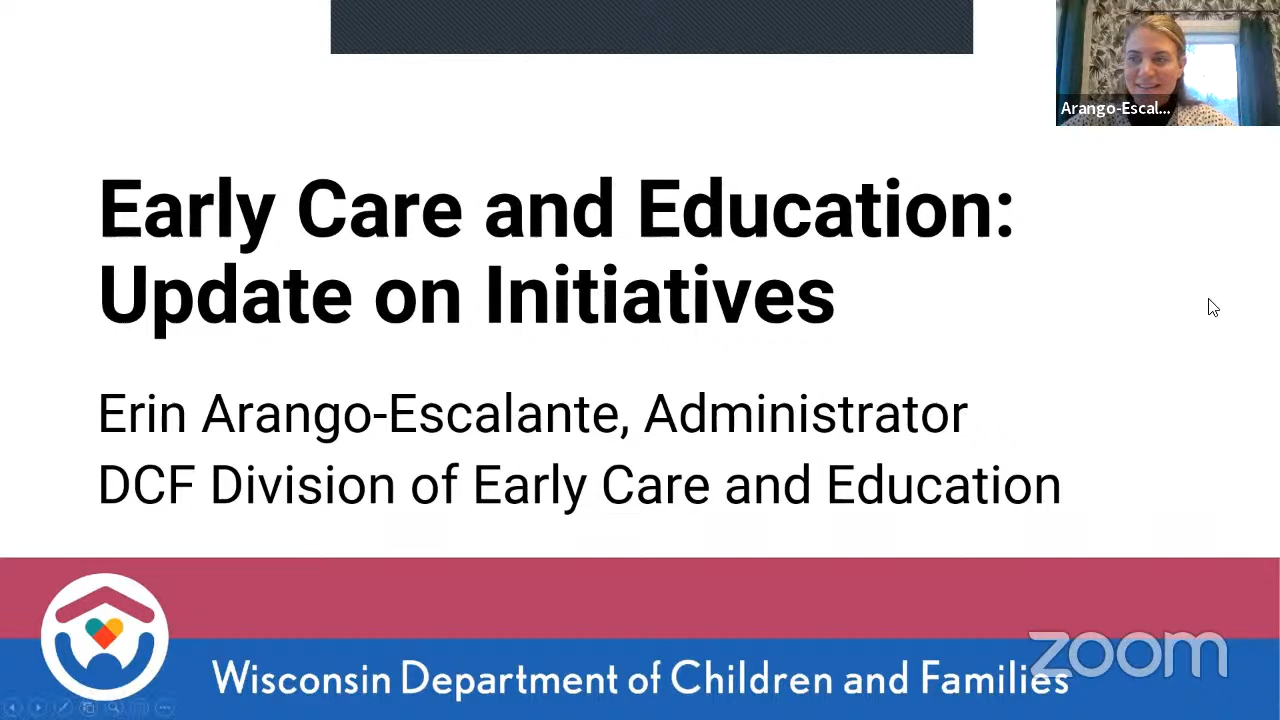 Arango-Escal...
Early Care and Education:
Update on Initiatives
Erin Arango-Escalante, Administrator
DCF Division of Early Care and Education
Wisconsin Department of Children and Families
zoom